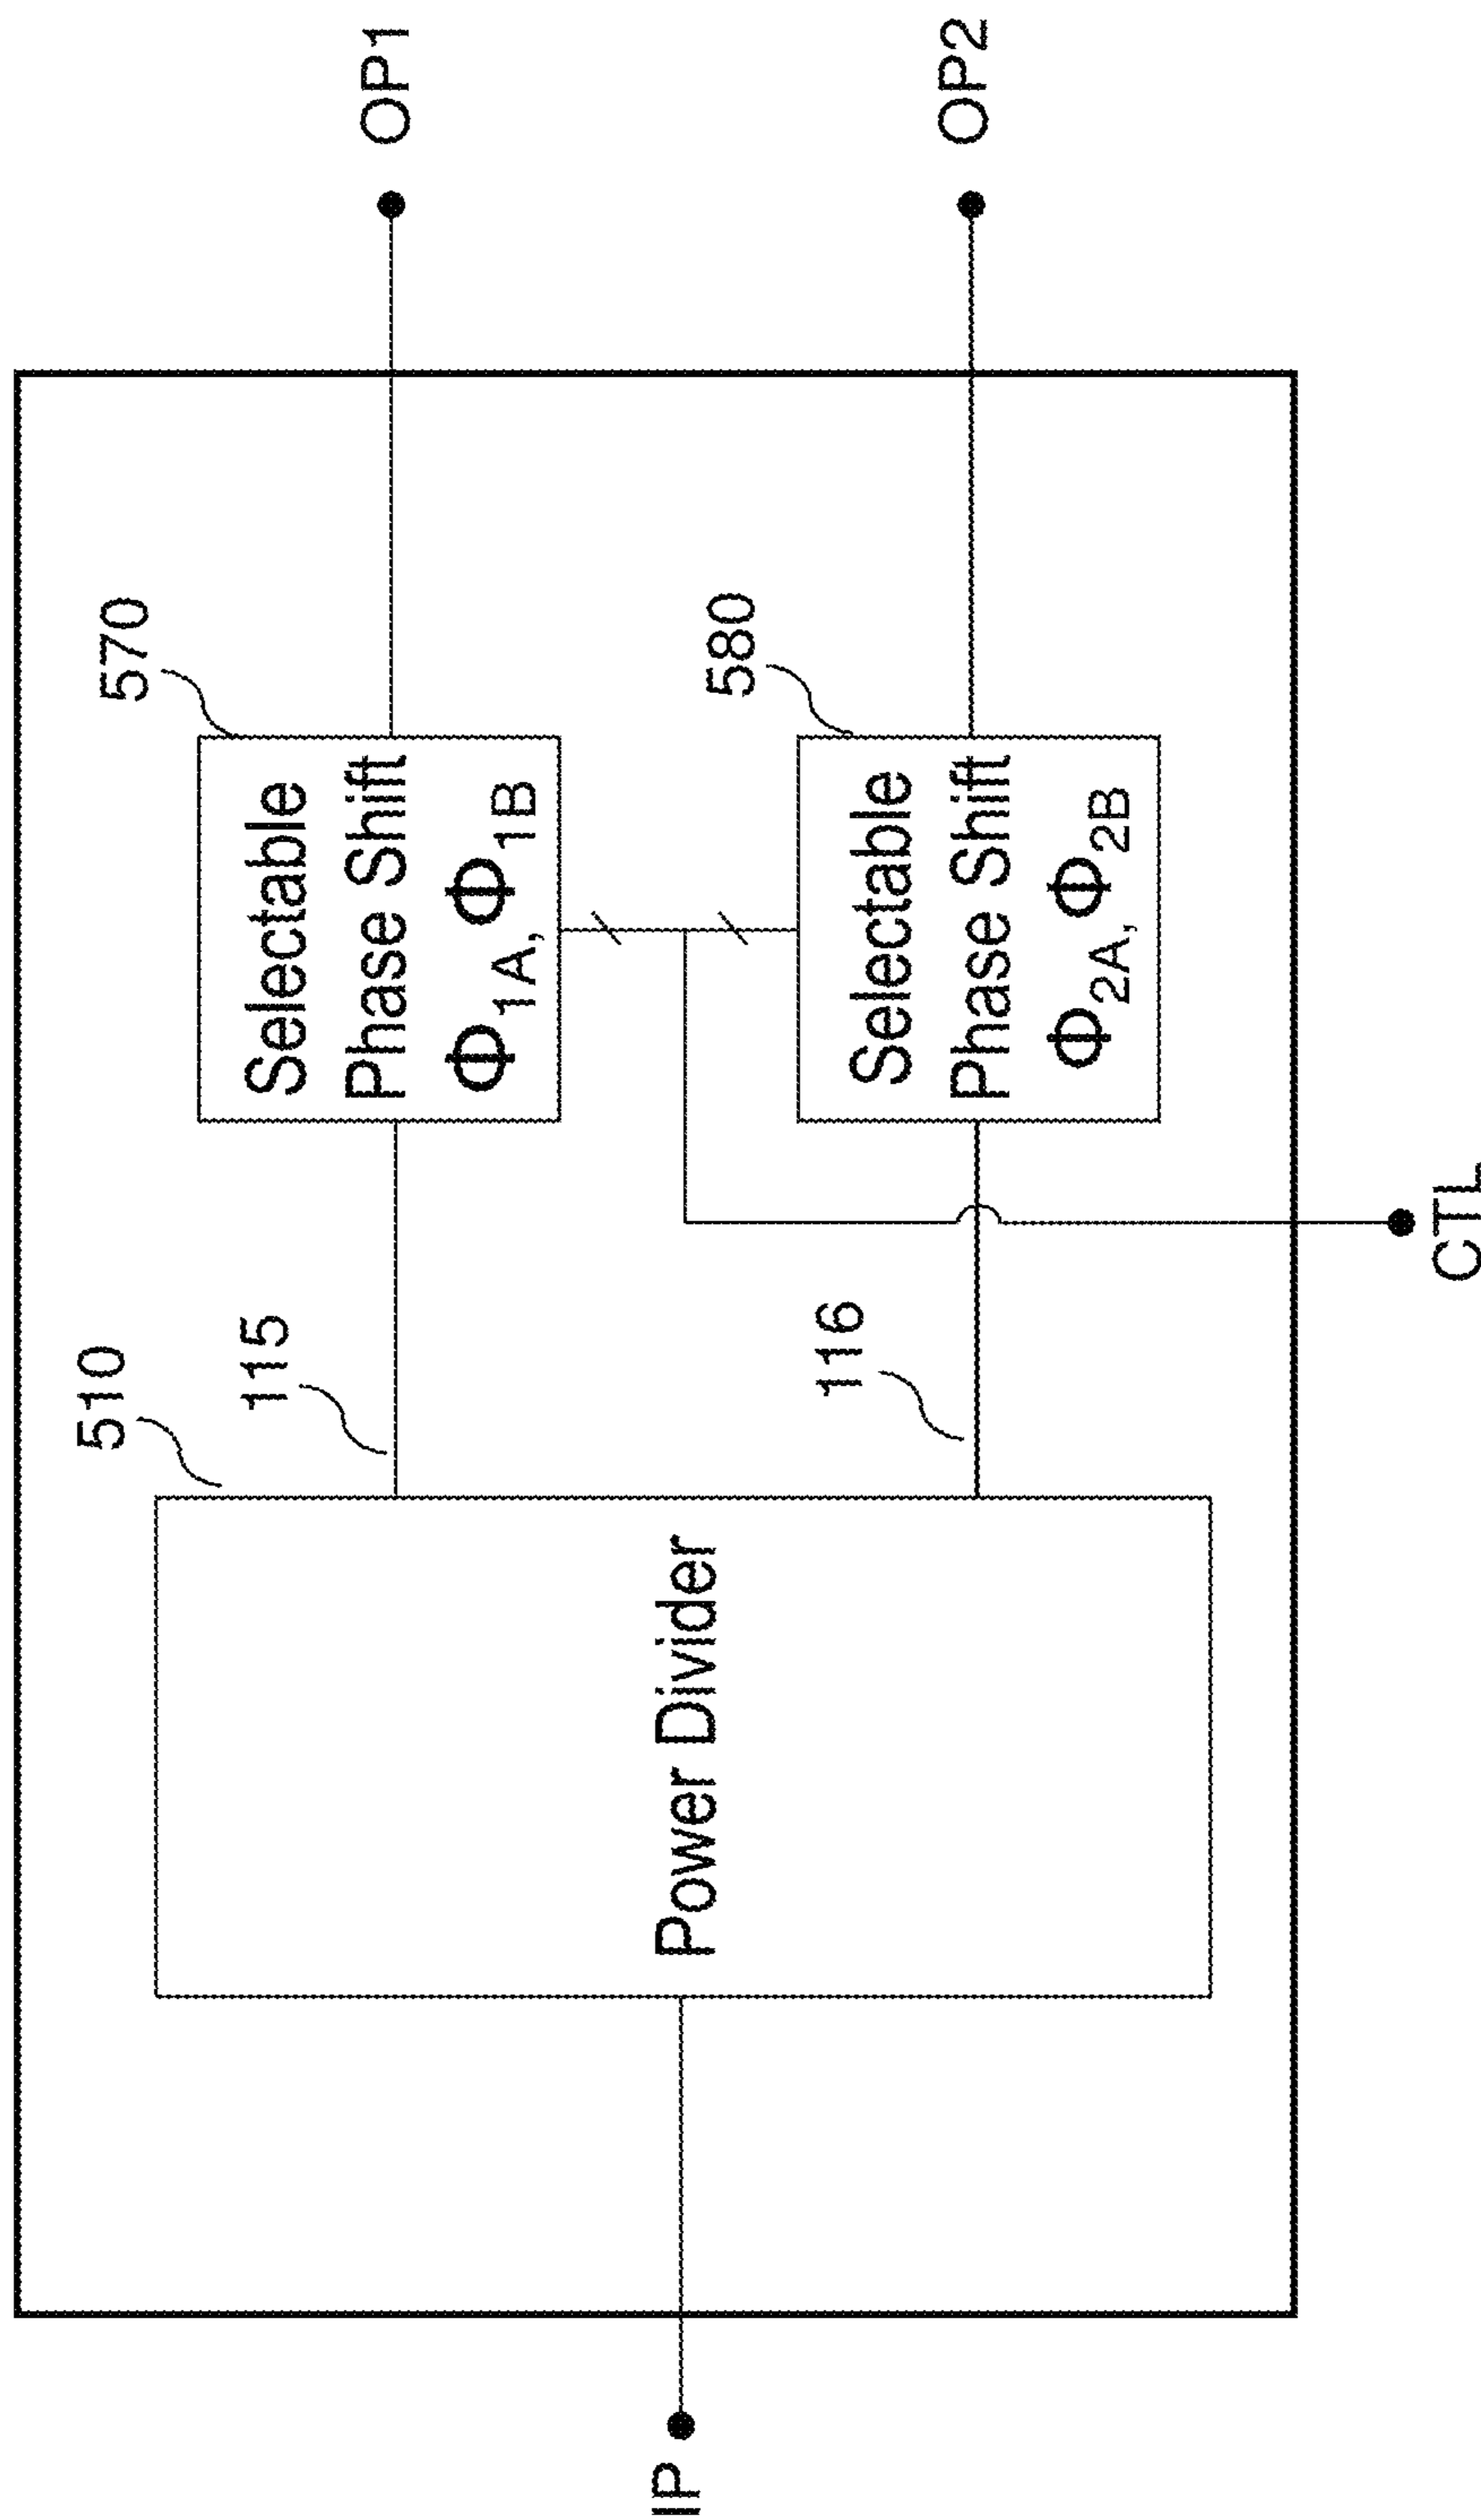 IP
510
Power Divider
115
116
570
Selectable
Phase Shift
Φ1A, Φ1B
580
Selectable
Phase Shift
Φ2A, Φ2B
OP1
OP2
CTL